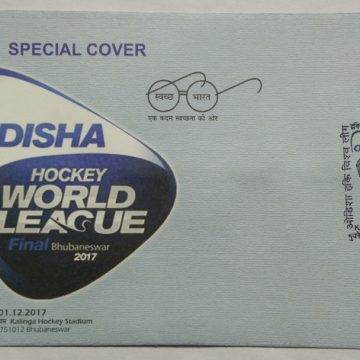 SPECIAL COVER
स्वच्छ भारत
एक कदम स्वच्छता की ओर
DISHA
HOCKEY
WORLD
LEAGUE
Final Bhubaneswar
2017
01.12.2017
Kalinga Hockey Stadium
751012 Bhubaneswar
ओडिशा हॉकी विश्व लीग